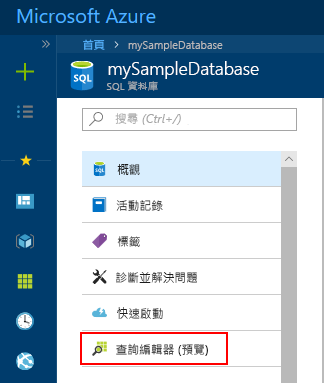 Microsoft Azure
首頁 > mySampleDatabase
mySampleDatabase
SQL 資料庫
搜尋 (Ctrl+/)
SQL 概觀
活動記錄
標籤
診斷並解決問題
快速啟動
查詢編輯器 (預覽)